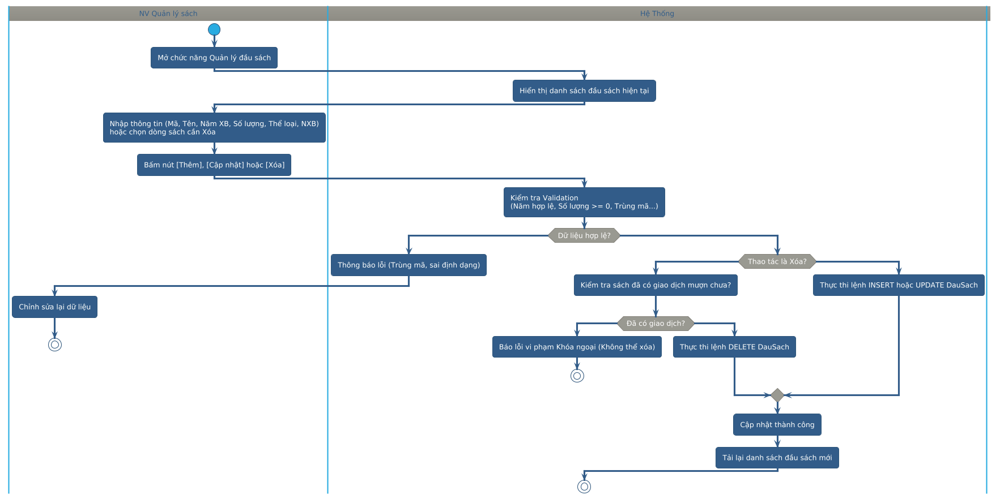 NV Quản lý sách
Hệ Thống
Mở chức năng Quản lý đầu sách
Hiển thị danh sách đầu sách hiện tại
Nhập thông tin (Mã, Tên, Năm XB, Số lượng, Thể loại, NXB)
hoặc chọn dòng sách cần Xóa
Bấm nút [Thêm], [Cập nhật] hoặc [Xóa]
Kiểm tra Validation
(Năm hợp lệ, Số lượng >= 0, Trùng mã...)
Dữ liệu hợp lệ?
Thông báo lỗi (Trùng mã, sai định dạng)
Thao tác là Xóa?
Kiểm tra sách đã có giao dịch mượn chưa?
Thực thi lệnh INSERT hoặc UPDATE DauSach
Chỉnh sửa lại dữ liệu
Đã có giao dịch?
Báo lỗi vi phạm Khóa ngoại (Không thể xóa)
Thực thi lệnh DELETE DauSach
Cập nhật thành công
Tải lại danh sách đầu sách mới